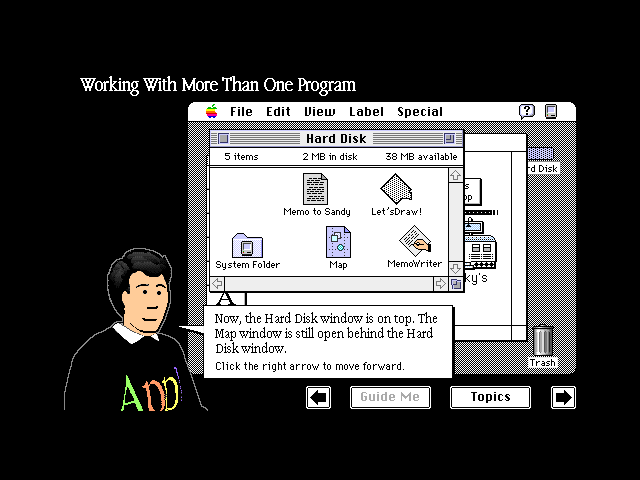 Working With More Than One Program
File Edit View Label Special
Hard Disk
5 items 2 MB in disk 38 MB available
Memo to Sandy Let'sDraw!
System Folder Map MemoWriter
rd Disk
s
op
ky's
A
Now, the Hard Disk window is on top. The
Map window is still open behind the Hard
Disk window.
Click the right arrow to move forward.
Trash
App
Guide Me Topics